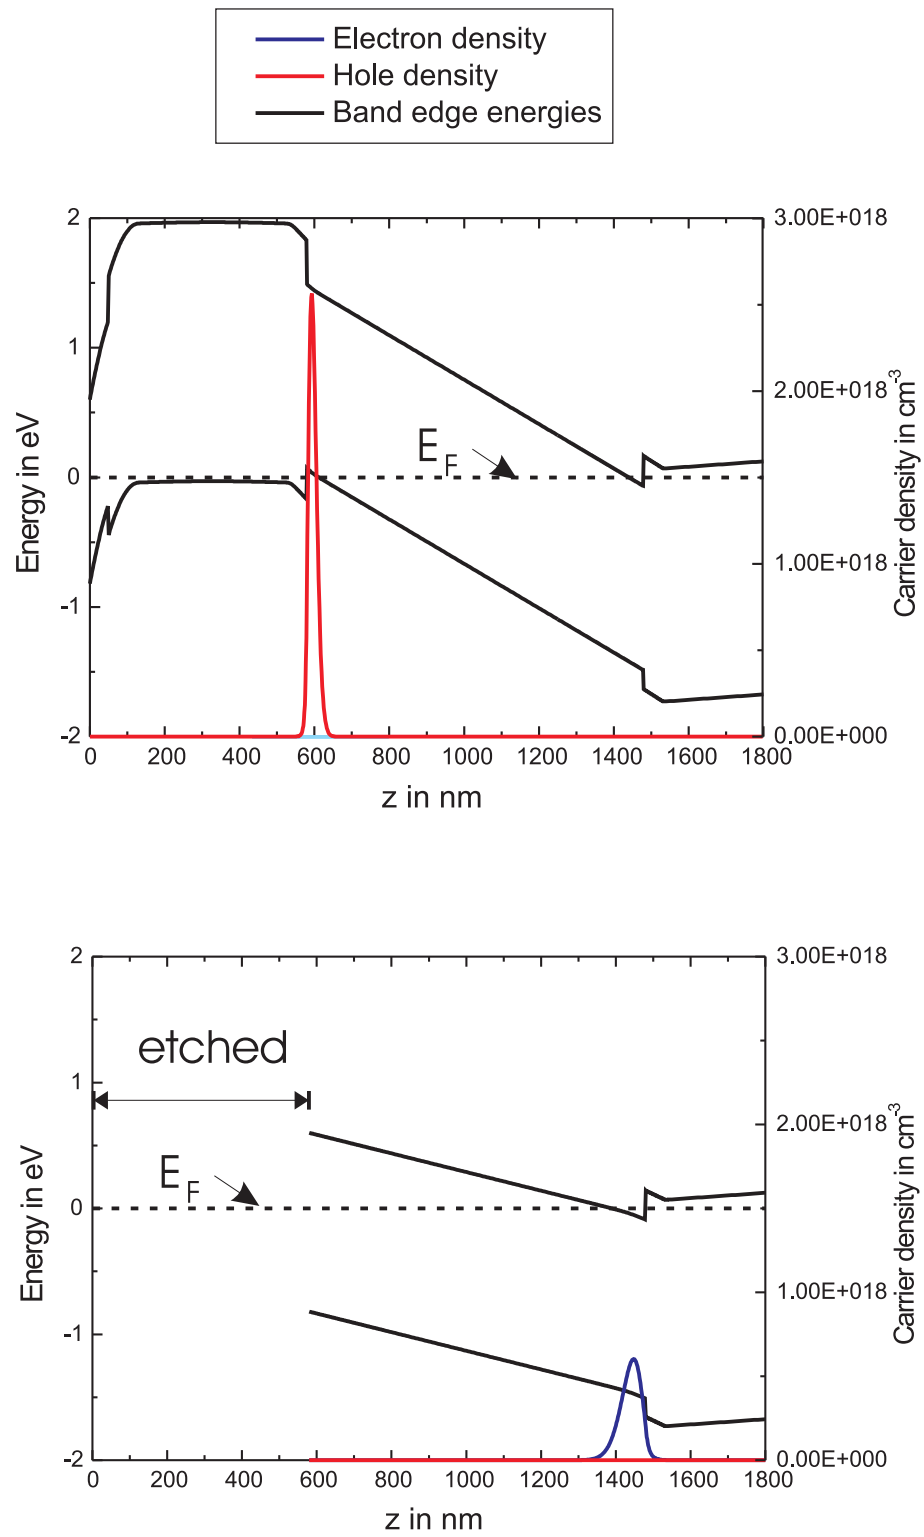 Electron density
Hole density
Band edge energies
2
1
0
-1
-2
Energy in eV
E_F
3.00E+018
2.00E+018
1.00E+018
0.00E+000
Carrier density in cm^-3
0 200 400 600 800 1000 1200 1400 1600 1800
z in nm
2
1
0
-1
-2
Energy in eV
etched
E_F
3.00E+018
2.00E+018
1.00E+018
0.00E+000
Carrier density in cm^-3
0 200 400 600 800 1000 1200 1400 1600 1800
z in nm